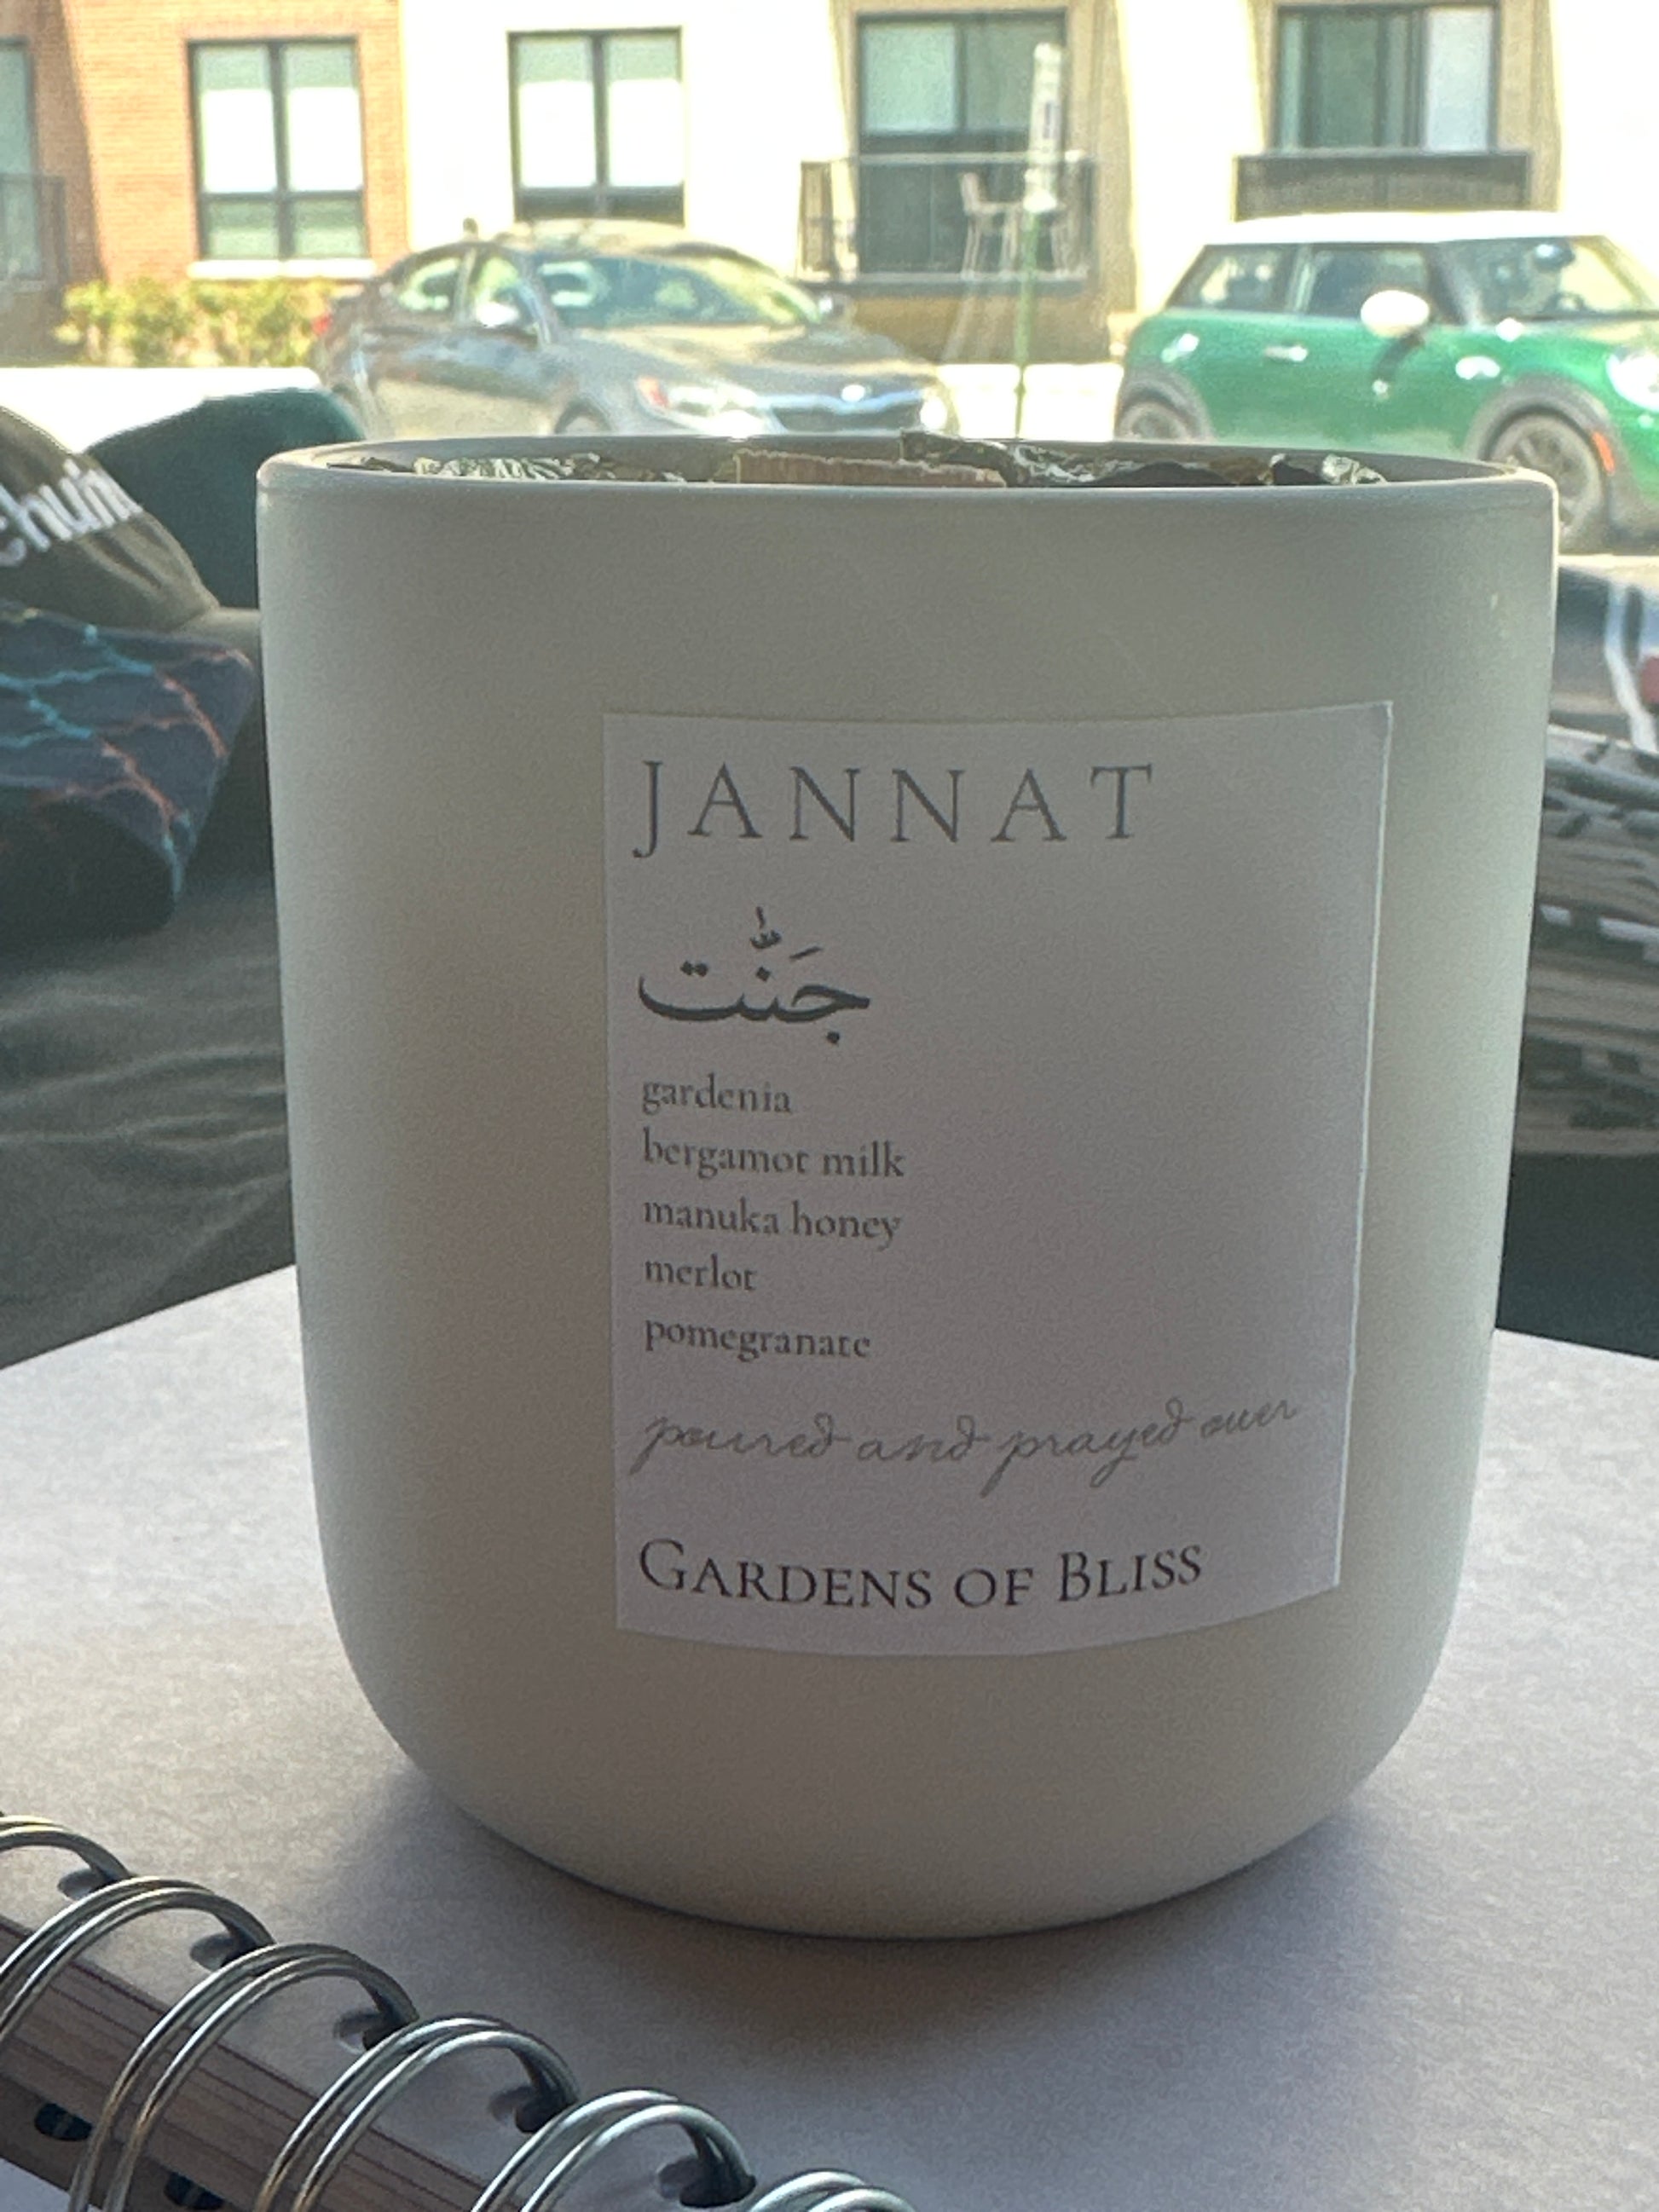 JANNAT
جَنّٰت
gardenia
bergamot milk
manuka honey
merlot
pomegranate
poured and prayed over
GARDENS OF BLISS